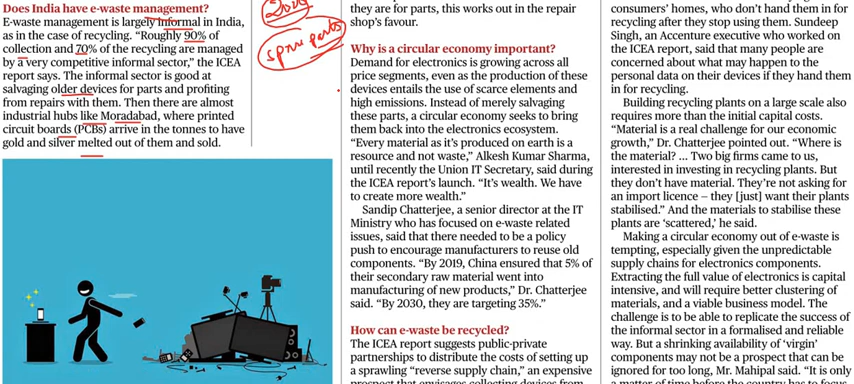 Does India have e-waste management?
E-waste management is largely informal in India,
as in the case of recycling. “Roughly 90% of
collection and 70% of the recycling are managed
by a very competitive informal sector,” the ICEA
report says. The informal sector is good at
salvaging older devices for parts and profiting
from repairs with them. Then there are almost
industrial hubs like Moradabad, where printed
circuit boards (PCBs) arrive in the tonnes to have
gold and silver melted out of them and sold.
spare parts
they are for parts, this works out in the repair
shop’s favour.
Why is a circular economy important?
Demand for electronics is growing across all
price segments, even as the production of these
devices entails the use of scarce elements and
high emissions. Instead of merely salvaging
these parts, a circular economy seeks to bring
them back into the electronics ecosystem.
“Every material as it’s produced on earth is a
resource and not waste,” Alkesh Kumar Sharma,
until recently the Union IT Secretary, said during
the ICEA report’s launch. “It’s wealth. We have
to create more wealth.”
Sandip Chatterjee, a senior director at the IT
Ministry who has focused on e-waste related
issues, said that there needed to be a policy
push to encourage manufacturers to reuse old
components. “By 2019, China ensured that 5% of
their secondary raw material went into
manufacturing of new products,” Dr. Chatterjee
said. “By 2030, they are targeting 35%.”
How can e-waste be recycled?
The ICEA report suggests public-private
partnerships to distribute the costs of setting up
a sprawling “reverse supply chain,” an expensive
prospect that envisages collecting devices from
consumers’ homes, who don’t hand them in for
recycling after they stop using them. Sundeep
Singh, an Accenture executive who worked on
the ICEA report, said that many people are
concerned about what may happen to the
personal data on their devices if they hand them
in for recycling.
Building recycling plants on a large scale also
requires more than the initial capital costs.
“Material is a real challenge for our economic
growth,” Dr. Chatterjee pointed out. “Where is
the material? ... Two big firms came to us,
interested in investing in recycling plants. But
they don’t have material. They’re not asking for
an import licence — they [just] want their plants
stabilised.” And the materials to stabilise these
plants are ‘scattered,’ he said.
Making a circular economy out of e-waste is
tempting, especially given the unpredictable
supply chains for electronics components.
Extracting the full value of electronics is capital
intensive, and will require better clustering of
materials, and a viable business model. The
challenge is to be able to replicate the success of
the informal sector in a formalised and reliable
way. But a shrinking availability of ‘virgin’
components may not be a prospect that can be
ignored for too long, Mr. Mahipal said. “It is only
a matter of time before the country has to focus